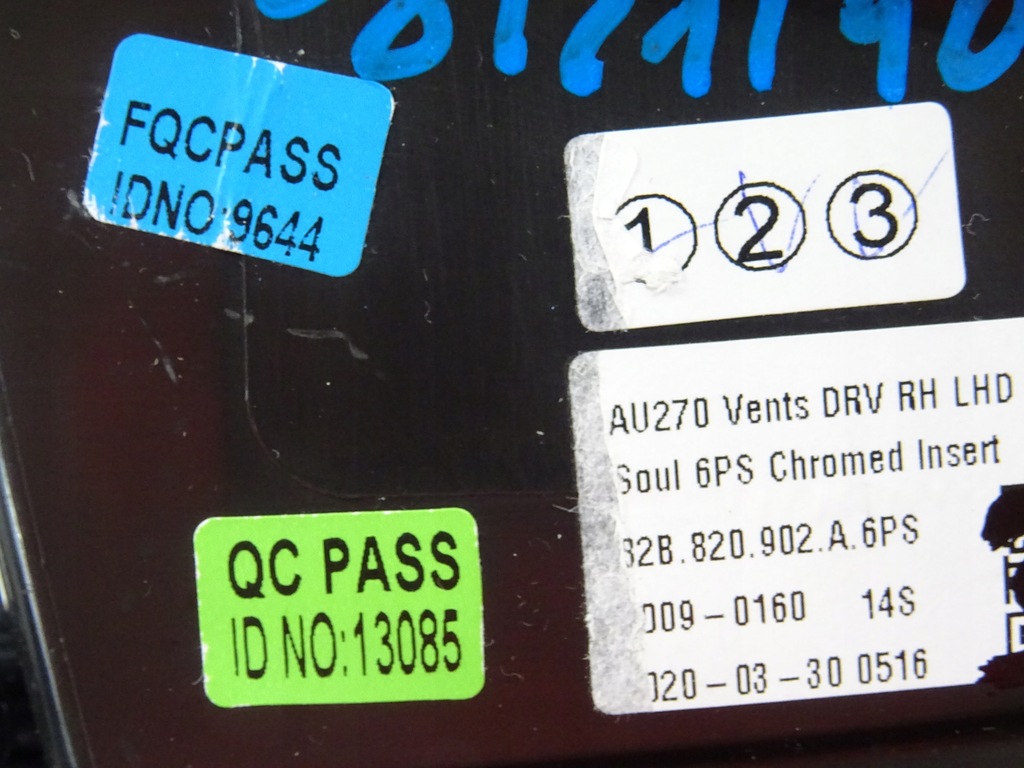 FQCPASS
IDNO:9644
1 2 3
AU270 Vents DRV RH LHD
Soul 6PS Chromed Insert
82B.820.902.A.6PS
009-0160 14S
020-03-30 0516
QC PASS
ID NO:13085